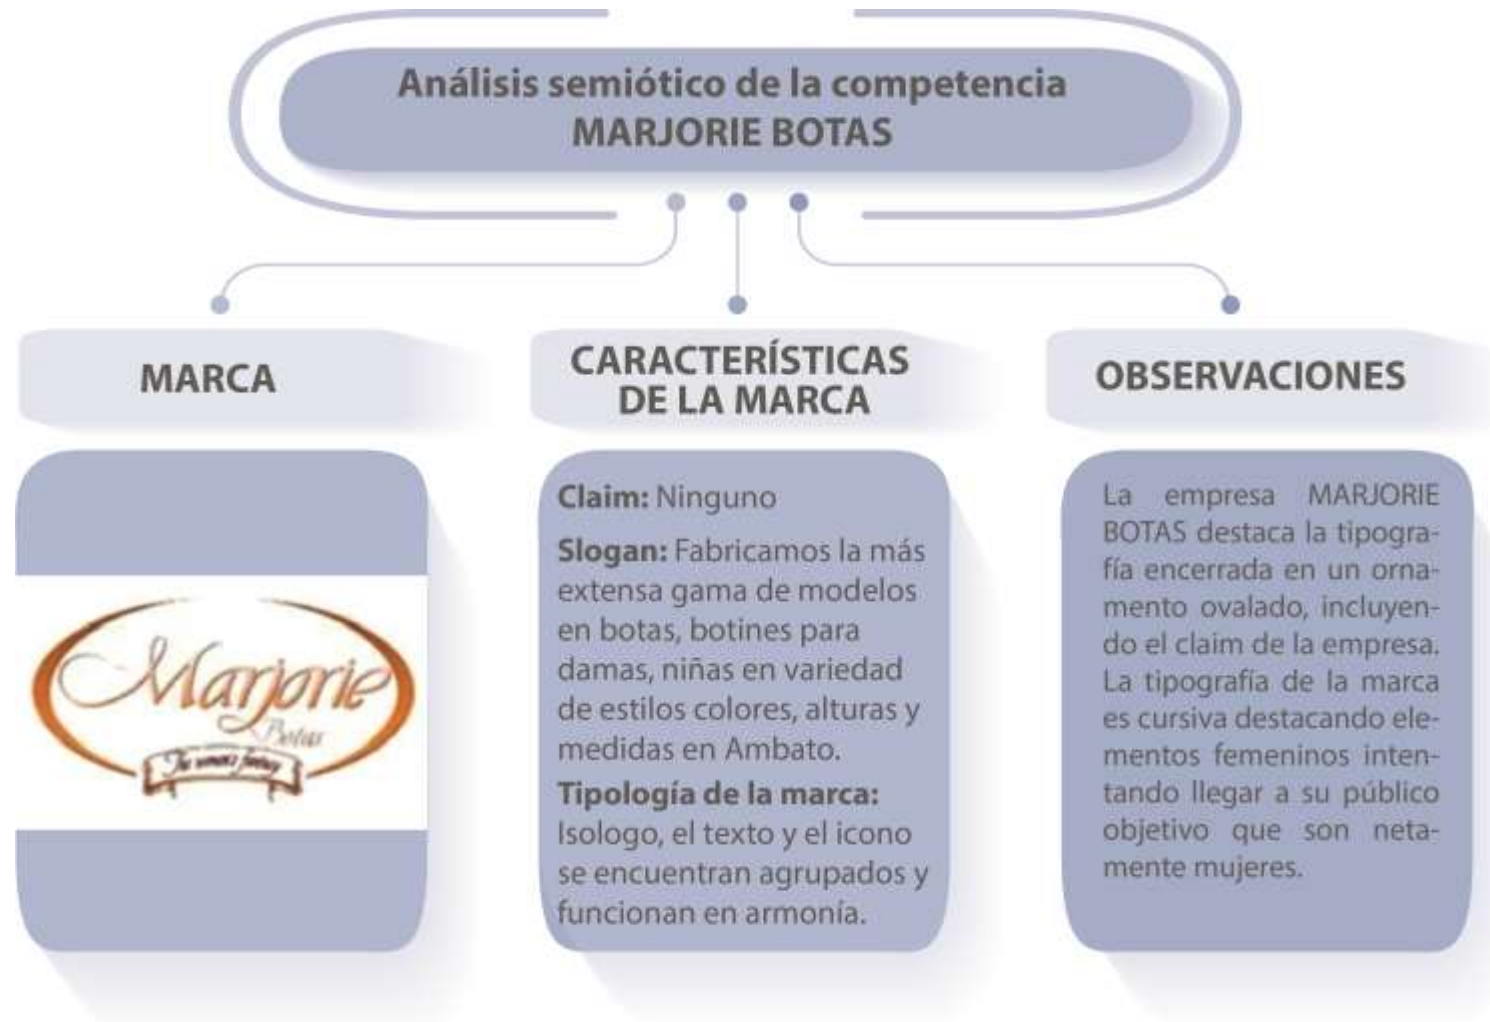 Análisis semiótico de la competencia
MARJORIE BOTAS
MARCA
Marjorie
Botas
CARACTERÍSTICAS
DE LA MARCA
Claim: Ninguno
Slogan: Fabricamos la más
extensa gama de modelos
en botas, botines para
damas, niñas en variedad
de estilos colores, alturas y
medidas en Ambato.
Tipología de la marca:
Isologo, el texto y el icono
se encuentran agrupados y
funcionan en armonía.
OBSERVACIONES
La empresa MARJORIE
BOTAS destaca la tipogra-
fía encerrada en un orna-
mento ovalado, incluyen-
do el claim de la empresa.
La tipografía de la marca
es cursiva destacando ele-
mentos femeninos inten-
tando llegar a su público
objetivo que son neta-
mente mujeres.